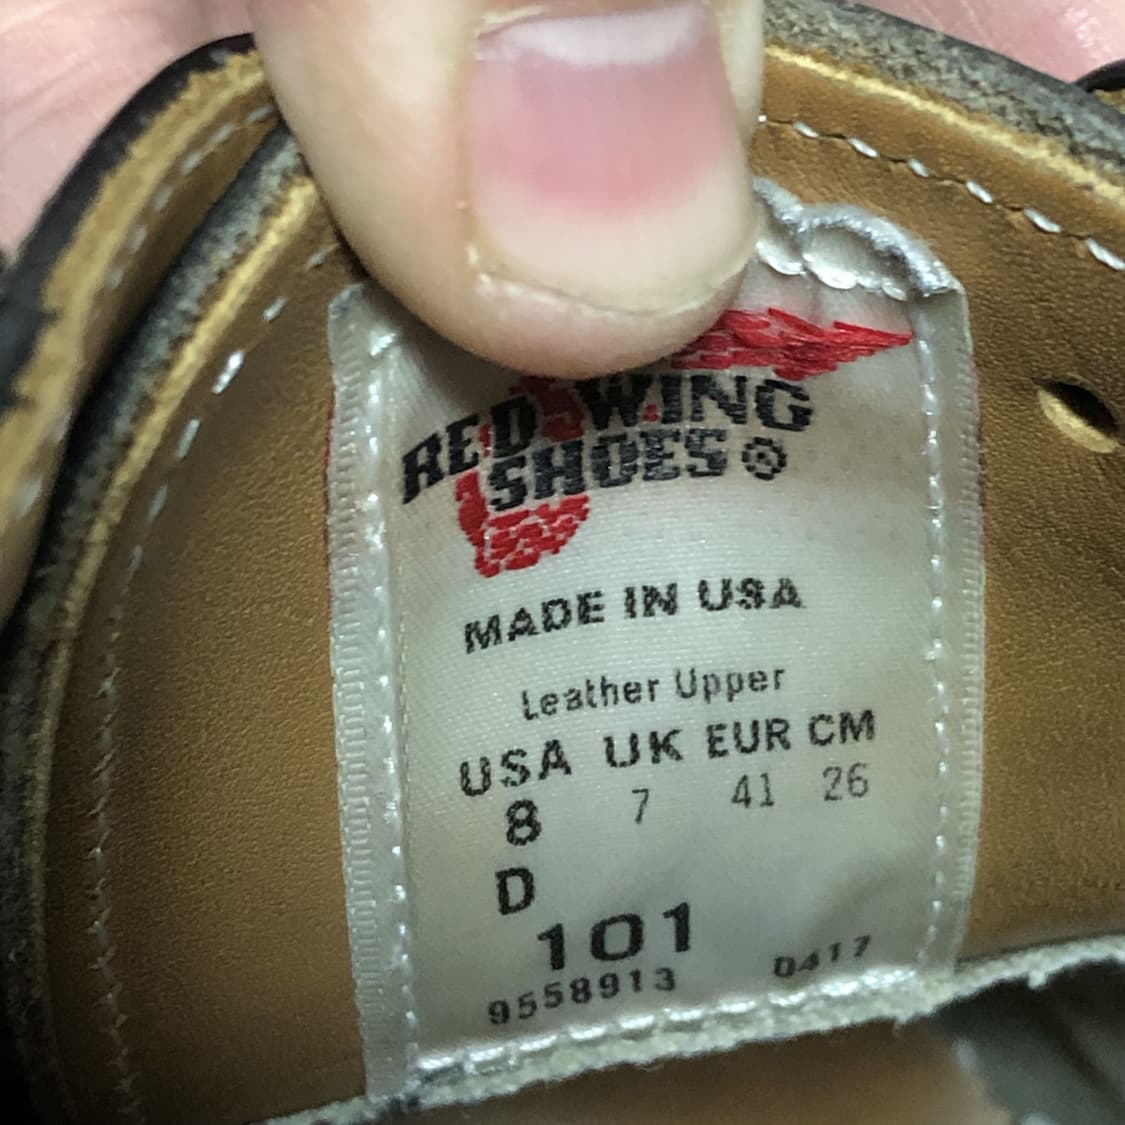 RED WING
SHOES ®
MADE IN USA
Leather Upper
USA UK EUR CM
8 7 41 26
D
101
9558913 0417